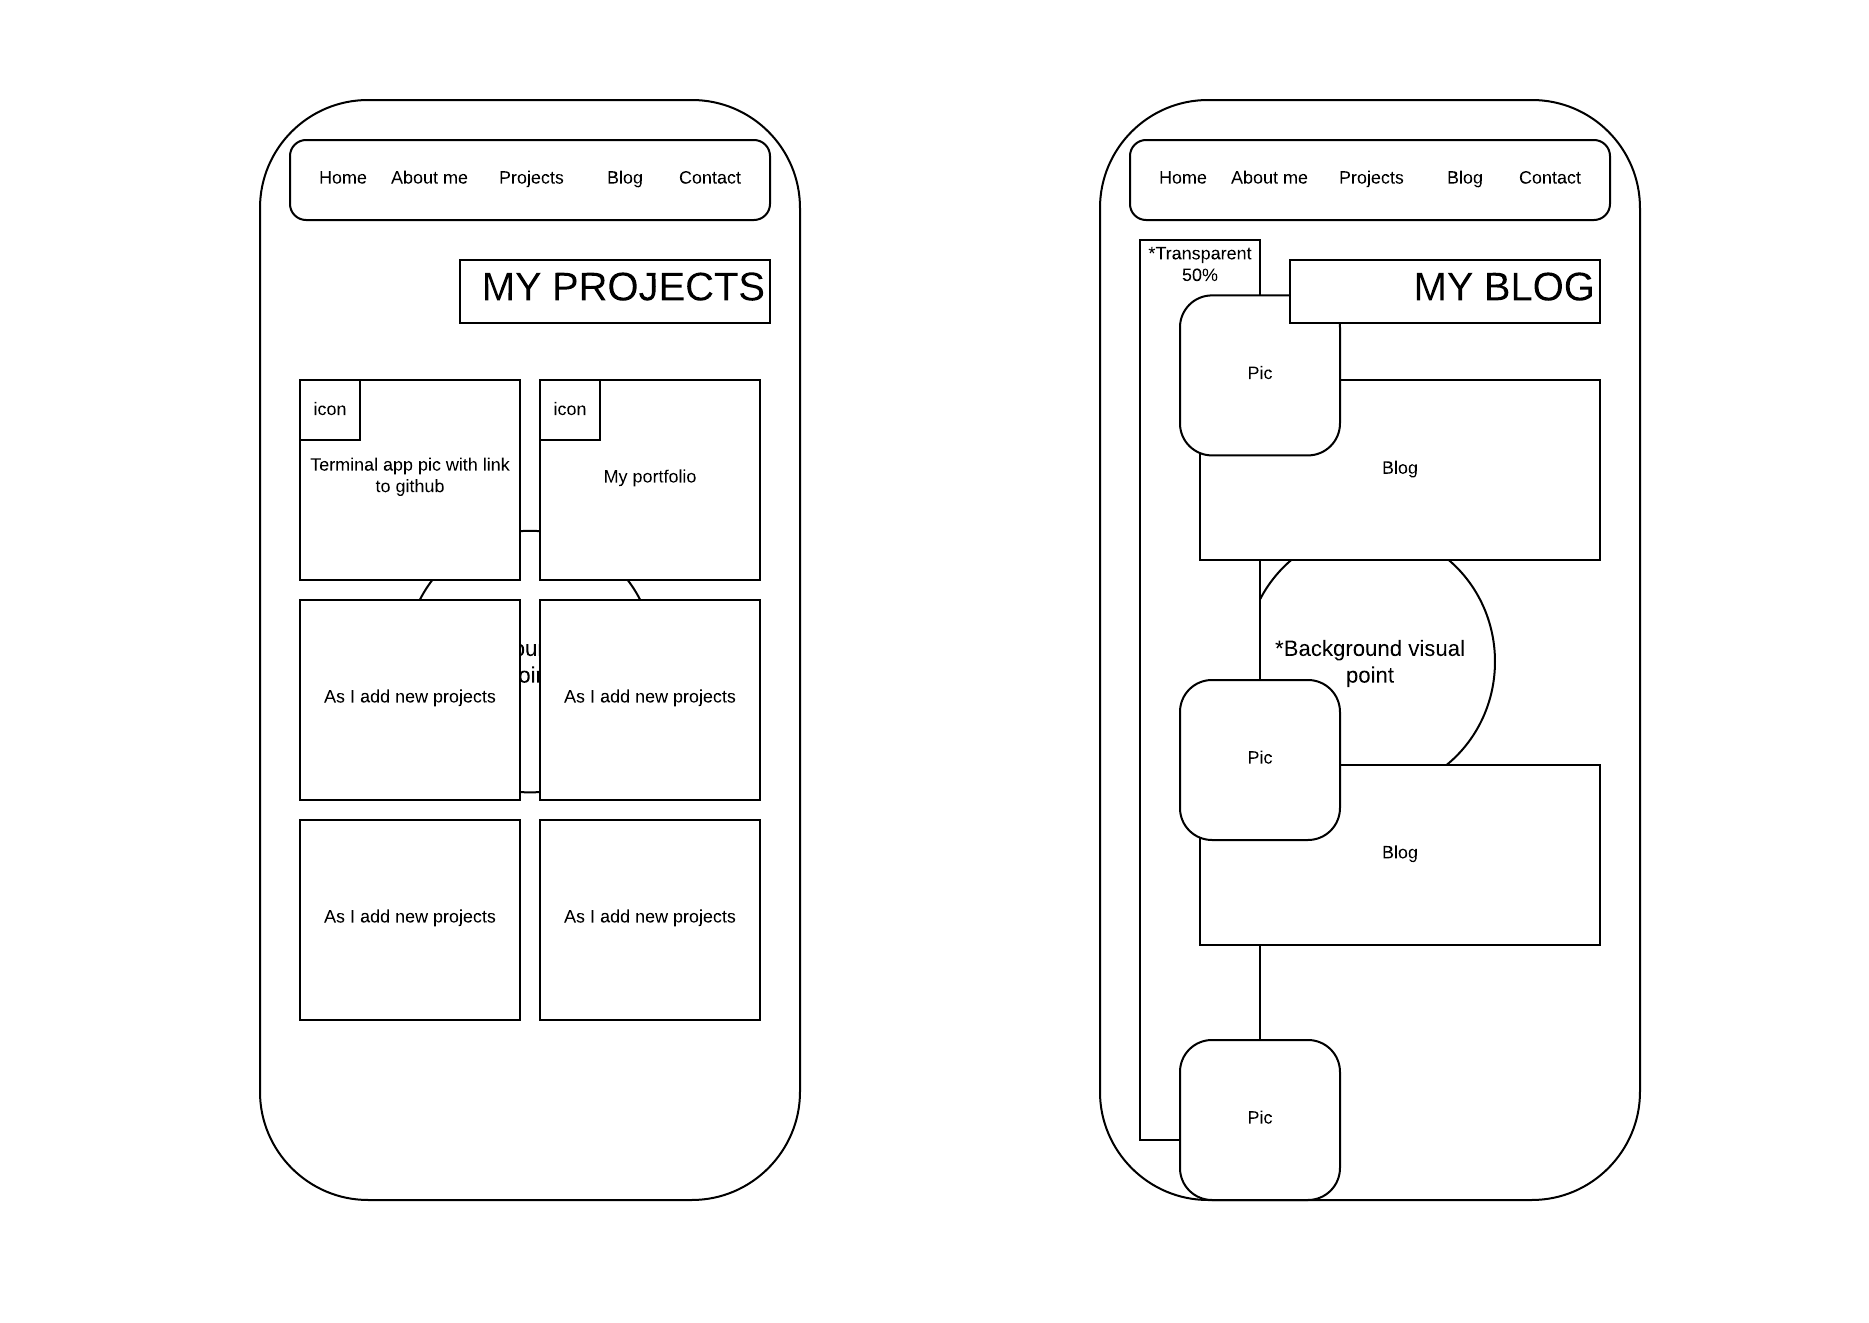 Home About me Projects Blog Contact
MY PROJECTS
icon
icon
Terminal app pic with link
to github
My portfolio
As I add new projects
As I add new projects
As I add new projects
As I add new projects
Home About me Projects Blog Contact
*Transparent
50%
MY BLOG
Pic
Blog
*Background visual
point
Pic
Blog
Pic